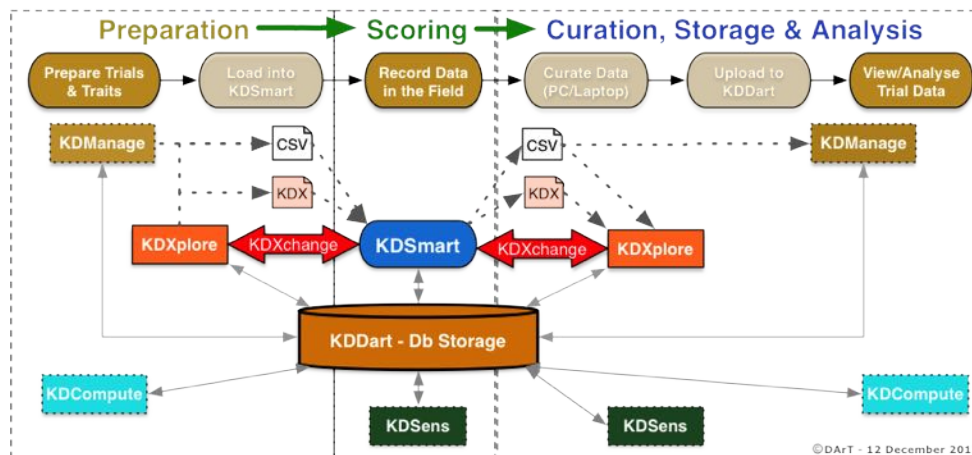 Preparation
Scoring
Curation, Storage & Analysis
Prepare Trials
& Traits
Load into
KDSmart
Record Data
in the Field
Curate Data
(PC/Laptop)
Upload to
KDDart
View/Analyse
Trial Data
KDManage
CSV
CSV
KDManage
KDX
KDX
KDXplore
KDXchange
KDSmart
KDXchange
KDXplore
KDDart - Db Storage
KDCompute
KDCompute
KDSens
KDSens
©DArT - 12 December 201